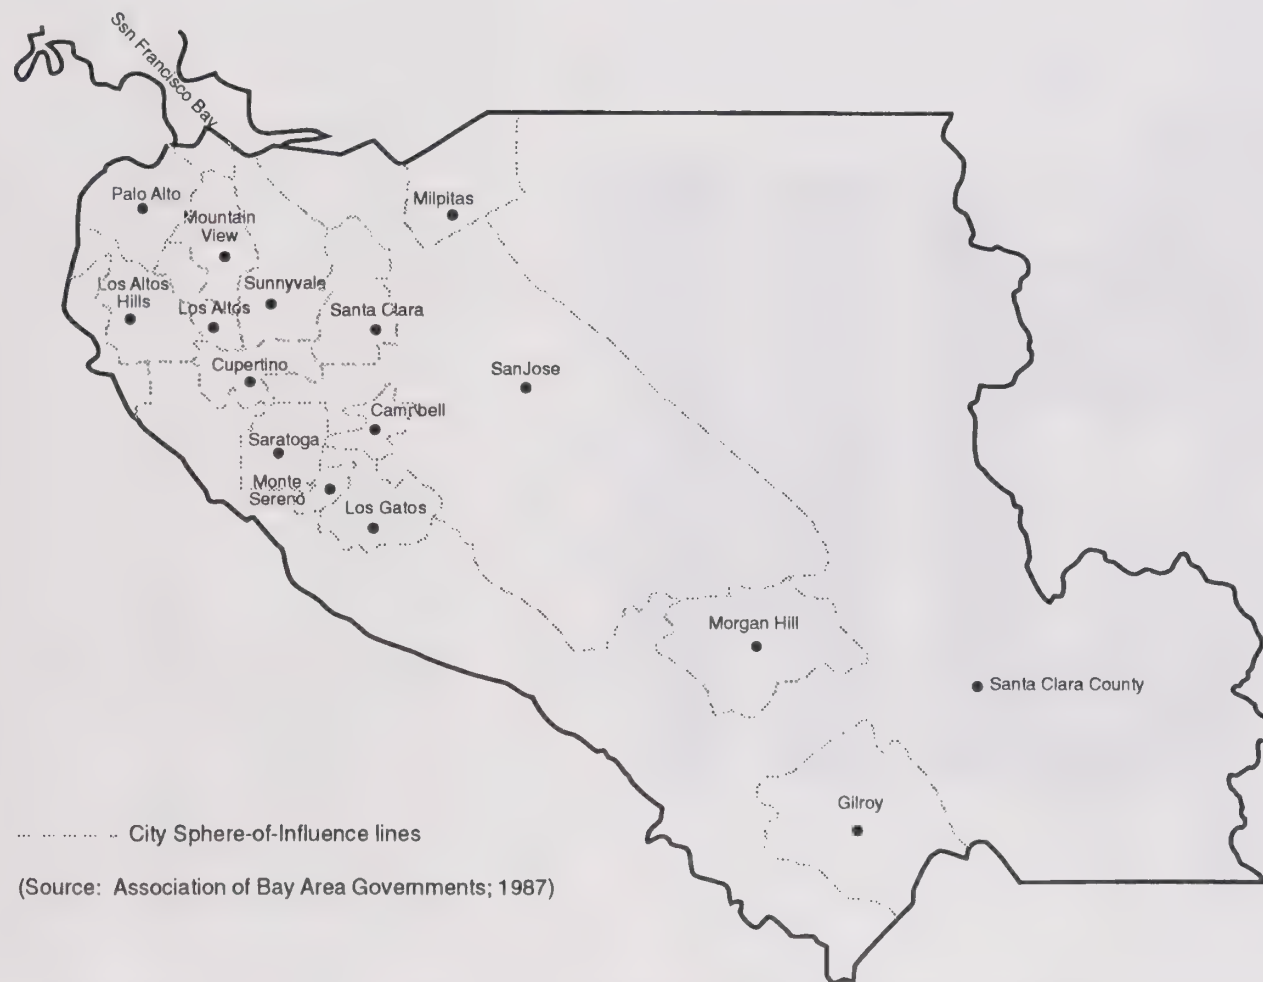 Ssn Francisco Bay
Palo Alto
Milpitas
Mountain
View
Los Altos
Hills
Sunnyvale
Los Altos
Santa Clara
Cupertino
SanJose
Campbell
Saratoga
Monte
Sereno
Los Gatos
Morgan Hill
Santa Clara County
Gilroy
City Sphere-of-Influence lines
(Source: Association of Bay Area Governments; 1987)